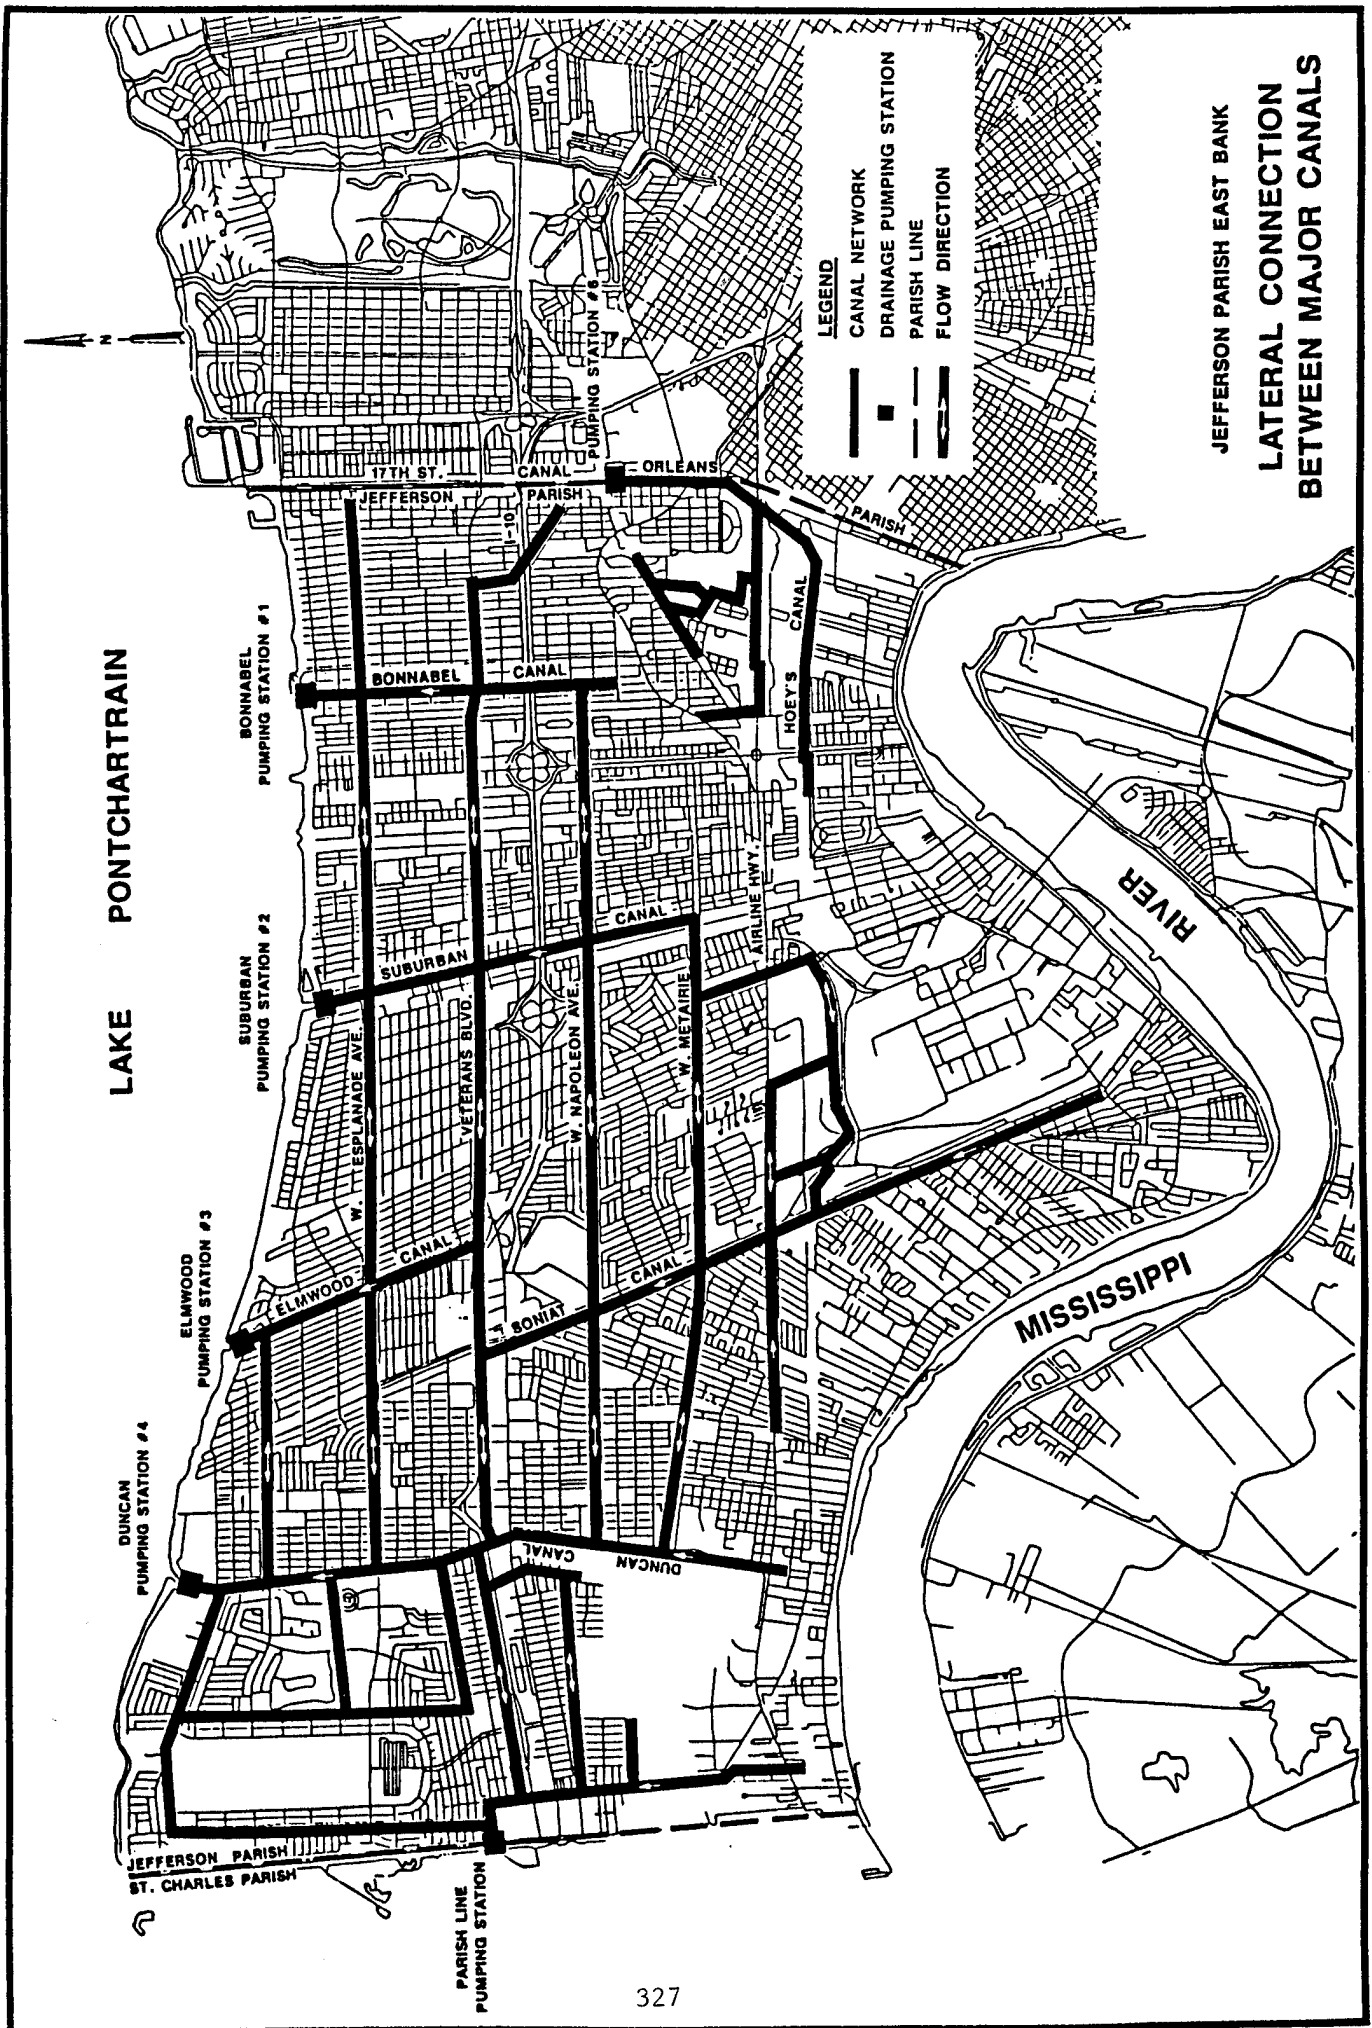 LAKE PONTCHARTRAIN
DUNCAN
PUMPING STATION #4
ELMWOOD
PUMPING STATION #3
SUBURBAN
PUMPING STATION #2
BONNABEL
PUMPING STATION #1
N
JEFFERSON PARISH
ST. CHARLES PARISH
PARISH LINE
PUMPING STATION
ELMWOOD CANAL
W. ESPLANADE AVE.
SUBURBAN CANAL
BONNABEL CANAL
17TH ST. CANAL
JEFFERSON PARISH
ORLEANS PARISH
PUMPING STATION #6
I-10
VETERANS BLVD.
W. NAPOLEON AVE.
W. METAIRIE
SONIAT CANAL
DUNCAN CANAL
AIRLINE HWY.
HOEY'S CANAL
MISSISSIPPI RIVER
LEGEND
CANAL NETWORK
DRAINAGE PUMPING STATION
PARISH LINE
FLOW DIRECTION
JEFFERSON PARISH EAST BANK
LATERAL CONNECTION
BETWEEN MAJOR CANALS
327